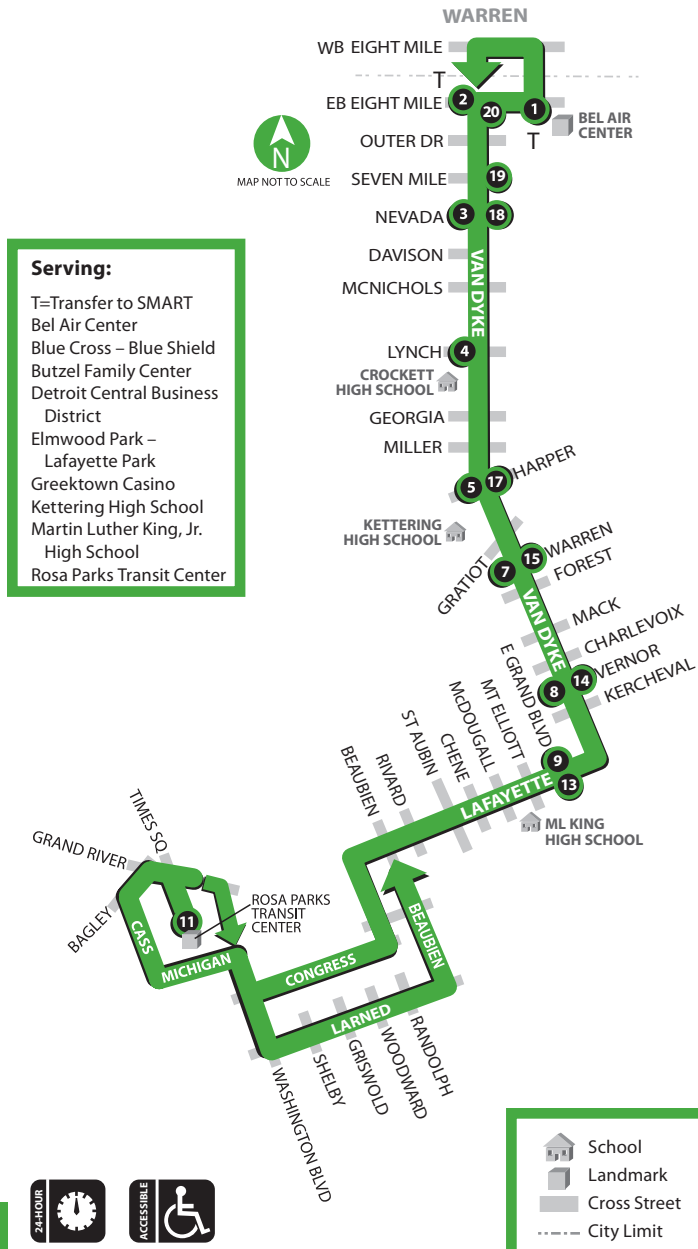 WARREN
WB EIGHT MILE
T
EB EIGHT MILE
2
20
1
BEL AIR
CENTER
T
N
MAP NOT TO SCALE
OUTER DR
SEVEN MILE
19
NEVADA
3
18
DAVISON
MCNICHOLS
VAN DYKE
LYNCH
4
CROCKETT
HIGH SCHOOL
GEORGIA
MILLER
5
17
HARPER
KETTERING
HIGH SCHOOL
GRATIOT
7
15
WARREN
FOREST
VAN DYKE
MACK
CHARLEVOIX
VERNOR
14
8
KERCHEVAL
E GRAND BLVD
9
13
MT ELLIOTT
McDOUGALL
CHENE
ST AUBIN
RIVARD
BEAUBIEN
LAFAYETTE
ML KING
HIGH SCHOOL
Serving:
T=Transfer to SMART
Bel Air Center
Blue Cross – Blue Shield
Butzel Family Center
Detroit Central Business
District
Elmwood Park –
Lafayette Park
Greektown Casino
Kettering High School
Martin Luther King, Jr.
High School
Rosa Parks Transit Center
TIMES SQ
GRAND RIVER
BAGLEY
11
ROSA PARKS
TRANSIT
CENTER
CASS
MICHIGAN
CONGRESS
BEAUBIEN
LARNED
WASHINGTON BLVD
SHELBY
GRISWOLD
WOODWARD
RANDOLPH
24-HOUR
ACCESSIBLE
School
Landmark
Cross Street
City Limit